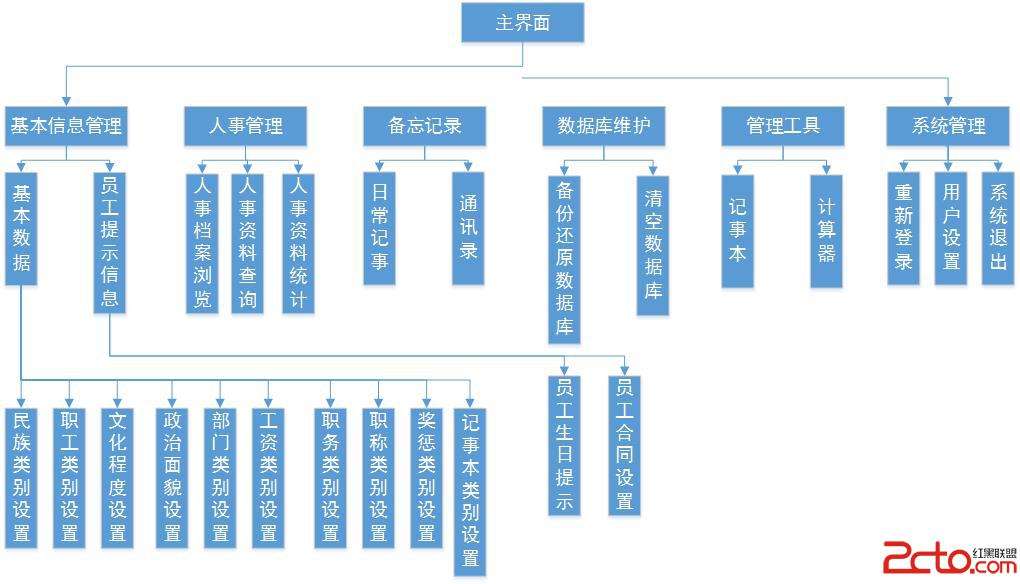 主界面
基本信息管理
人事管理
备忘记录
数据库维护
管理工具
系统管理
基本数据
员工提示信息
人事档案浏览
人事资料查询
人事资料统计
日常记事
通讯录
备份还原数据库
清空数据库
记事本
计算器
重新登录
用户设置
系统退出
员工生日提示
员工合同设置
民族类别设置
职工类别设置
文化程度设置
政治面貌设置
部门类别设置
工资类别设置
职务类别设置
职称类别设置
奖惩类别设置
记事本类别设置
2cto.com
红黑联盟